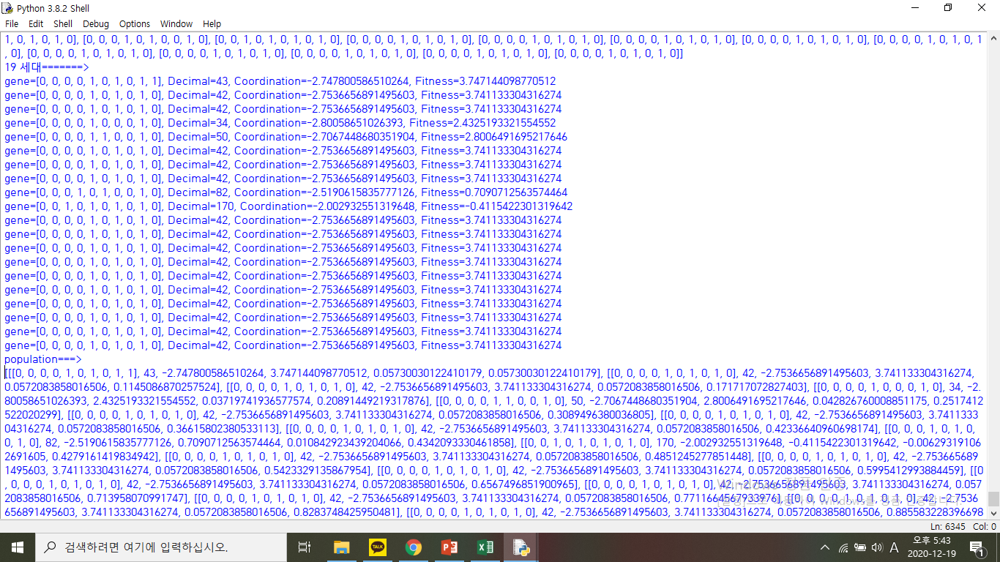 Python 3.8.2 Shell
File Edit Shell Debug Options Window Help
1, 0, 1, 0, 1, 0], [0, 0, 0, 1, 0, 1, 0, 0, 1, 0], [0, 0, 1, 0, 1, 0, 1, 0, 1, 0], [0, 0, 0, 0, 1, 0, 1, 0, 1, 0], [0, 0, 0, 0, 1, 0, 1, 0, 1, 0], [0, 0, 0, 0, 1, 0, 1, 0, 1, 0], [0, 0, 0, 0, 1, 0, 1, 0, 1, 0], [0, 0, 0, 0, 1, 0, 1, 0, 1
, 0], [0, 0, 0, 0, 1, 0, 1, 0, 1, 0], [0, 0, 0, 0, 1, 0, 1, 0, 1, 0], [0, 0, 0, 0, 1, 0, 1, 0, 1, 0], [0, 0, 0, 0, 1, 0, 1, 0, 1, 0], [0, 0, 0, 0, 1, 0, 1, 0, 1, 0]]
19 세대=======>
gene=[0, 0, 0, 0, 1, 0, 1, 0, 1, 1], Decimal=43, Coordination=-2.747800586510264, Fitness=3.747144098770512
gene=[0, 0, 0, 0, 1, 0, 1, 0, 1, 0], Decimal=42, Coordination=-2.7536656891495603, Fitness=3.741133304316274
gene=[0, 0, 0, 0, 1, 0, 1, 0, 1, 0], Decimal=42, Coordination=-2.7536656891495603, Fitness=3.741133304316274
gene=[0, 0, 0, 0, 1, 0, 0, 0, 1, 0], Decimal=34, Coordination=-2.80058651026393, Fitness=2.4325193321554552
gene=[0, 0, 0, 0, 1, 1, 0, 0, 1, 0], Decimal=50, Coordination=-2.7067448680351904, Fitness=2.8006491695217646
gene=[0, 0, 0, 0, 1, 0, 1, 0, 1, 0], Decimal=42, Coordination=-2.7536656891495603, Fitness=3.741133304316274
gene=[0, 0, 0, 0, 1, 0, 1, 0, 1, 0], Decimal=42, Coordination=-2.7536656891495603, Fitness=3.741133304316274
gene=[0, 0, 0, 0, 1, 0, 1, 0, 1, 0], Decimal=42, Coordination=-2.7536656891495603, Fitness=3.741133304316274
gene=[0, 0, 0, 1, 0, 1, 0, 0, 1, 0], Decimal=82, Coordination=-2.5190615835777126, Fitness=0.7090712563574464
gene=[0, 0, 1, 0, 1, 0, 1, 0, 1, 0], Decimal=170, Coordination=-2.002932551319648, Fitness=-0.4115422301319642
gene=[0, 0, 0, 0, 1, 0, 1, 0, 1, 0], Decimal=42, Coordination=-2.7536656891495603, Fitness=3.741133304316274
gene=[0, 0, 0, 0, 1, 0, 1, 0, 1, 0], Decimal=42, Coordination=-2.7536656891495603, Fitness=3.741133304316274
gene=[0, 0, 0, 0, 1, 0, 1, 0, 1, 0], Decimal=42, Coordination=-2.7536656891495603, Fitness=3.741133304316274
gene=[0, 0, 0, 0, 1, 0, 1, 0, 1, 0], Decimal=42, Coordination=-2.7536656891495603, Fitness=3.741133304316274
gene=[0, 0, 0, 0, 1, 0, 1, 0, 1, 0], Decimal=42, Coordination=-2.7536656891495603, Fitness=3.741133304316274
gene=[0, 0, 0, 0, 1, 0, 1, 0, 1, 0], Decimal=42, Coordination=-2.7536656891495603, Fitness=3.741133304316274
gene=[0, 0, 0, 0, 1, 0, 1, 0, 1, 0], Decimal=42, Coordination=-2.7536656891495603, Fitness=3.741133304316274
gene=[0, 0, 0, 0, 1, 0, 1, 0, 1, 0], Decimal=42, Coordination=-2.7536656891495603, Fitness=3.741133304316274
gene=[0, 0, 0, 0, 1, 0, 1, 0, 1, 0], Decimal=42, Coordination=-2.7536656891495603, Fitness=3.741133304316274
gene=[0, 0, 0, 0, 1, 0, 1, 0, 1, 0], Decimal=42, Coordination=-2.7536656891495603, Fitness=3.741133304316274
population===>
[[[0, 0, 0, 0, 1, 0, 1, 0, 1, 1], 43, -2.747800586510264, 3.747144098770512, 0.05730030122410179, 0.05730030122410179], [[0, 0, 0, 0, 1, 0, 1, 0, 1, 0], 42, -2.7536656891495603, 3.741133304316274,
0.0572083858016506, 0.1145086870257524], [[0, 0, 0, 0, 1, 0, 1, 0, 1, 0], 42, -2.7536656891495603, 3.741133304316274, 0.0572083858016506, 0.171717072827403], [[0, 0, 0, 0, 1, 0, 0, 0, 1, 0], 34, -2.
80058651026393, 2.4325193321554552, 0.03719741936577574, 0.20891449219317876], [[0, 0, 0, 0, 1, 1, 0, 0, 1, 0], 50, -2.7067448680351904, 2.8006491695217646, 0.042826760008851175, 0.2517412
522020299], [[0, 0, 0, 0, 1, 0, 1, 0, 1, 0], 42, -2.7536656891495603, 3.741133304316274, 0.0572083858016506, 0.3089496380036805], [[0, 0, 0, 0, 1, 0, 1, 0, 1, 0], 42, -2.7536656891495603, 3.7411333
04316274, 0.0572083858016506, 0.36615802380533113], [[0, 0, 0, 0, 1, 0, 1, 0, 1, 0], 42, -2.7536656891495603, 3.741133304316274, 0.0572083858016506, 0.42336640960698174], [[0, 0, 0, 1, 0, 1, 0,
0, 1, 0], 82, -2.5190615835777126, 0.7090712563574464, 0.010842923439204066, 0.4342093330461858], [[0, 0, 1, 0, 1, 0, 1, 0, 1, 0], 170, -2.002932551319648, -0.4115422301319642, -0.00629319106
2691605, 0.4279161419834942], [[0, 0, 0, 0, 1, 0, 1, 0, 1, 0], 42, -2.7536656891495603, 3.741133304316274, 0.0572083858016506, 0.4851245277851448], [[0, 0, 0, 0, 1, 0, 1, 0, 1, 0], 42, -2.75366568
91495603, 3.741133304316274, 0.0572083858016506, 0.5423329135867954], [[0, 0, 0, 0, 1, 0, 1, 0, 1, 0], 42, -2.7536656891495603, 3.741133304316274, 0.0572083858016506, 0.5995412993884459], [[0
, 0, 0, 0, 1, 0, 1, 0, 1, 0], 42, -2.7536656891495603, 3.741133304316274, 0.0572083858016506, 0.6567496851900965], [[0, 0, 0, 0, 1, 0, 1, 0, 1, 0], 42, -2.7536656891495603, 3.741133304316274, 0.057
2083858016506, 0.713958070991747], [[0, 0, 0, 0, 1, 0, 1, 0, 1, 0], 42, -2.7536656891495603, 3.741133304316274, 0.0572083858016506, 0.7711664567933976], [[0, 0, 0, 0, 1, 0, 1, 0, 1, 0], 42, -2.7536
656891495603, 3.741133304316274, 0.0572083858016506, 0.8283748425950481], [[0, 0, 0, 0, 1, 0, 1, 0, 1, 0], 42, -2.7536656891495603, 3.741133304316274, 0.0572083858016506, 0.885583228396698
Windows 정품 인증
[설정]으로 이동하여 Windows를 정품 인증합니다.
Ln: 6345 Col: 0
검색하려면 여기에 입력하십시오.
TALK
A
오후 5:43
2020-12-19
1